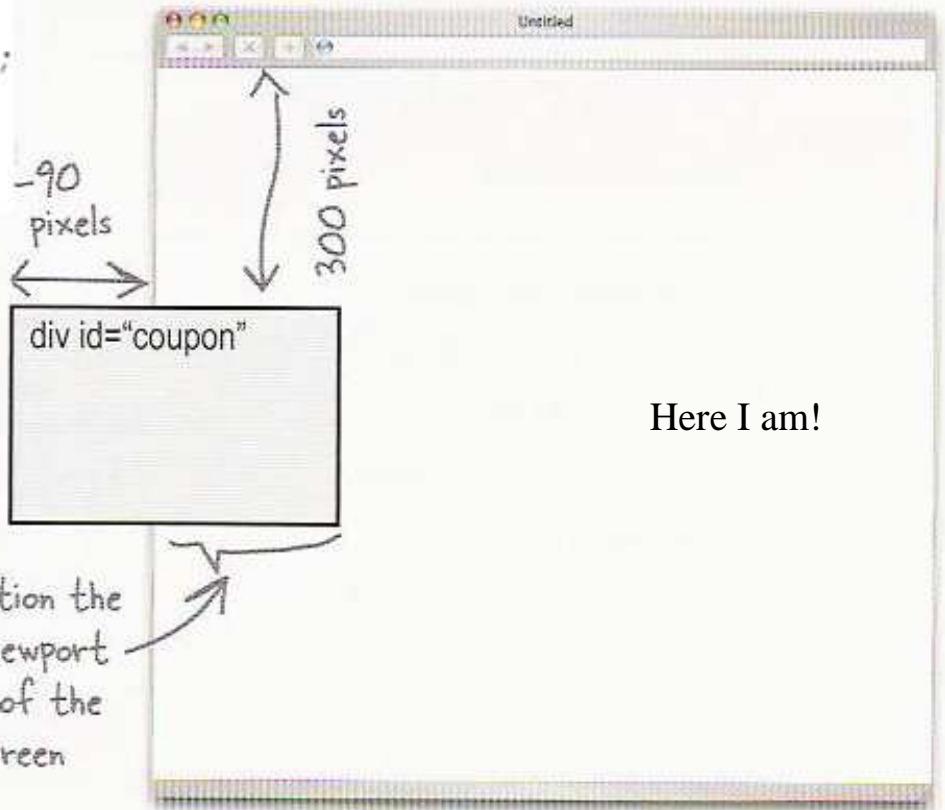 Untitled
;
-90
pixels
300 pixels
div id="coupon"
Here I am!
tion the
ewport
of the
reen